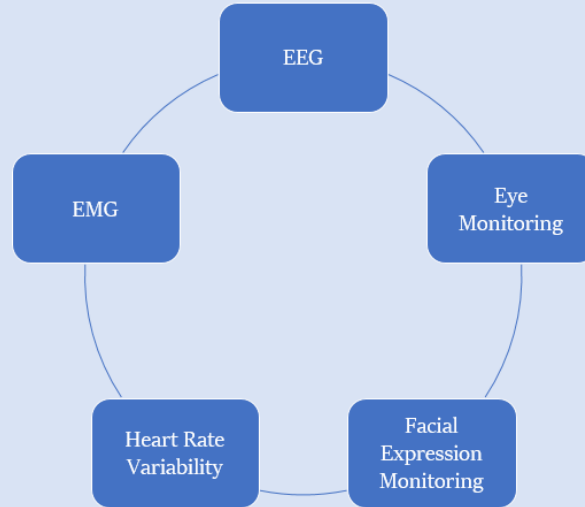 EEG
Eye
Monitoring
Facial
Expression
Monitoring
Heart Rate
Variability
EMG